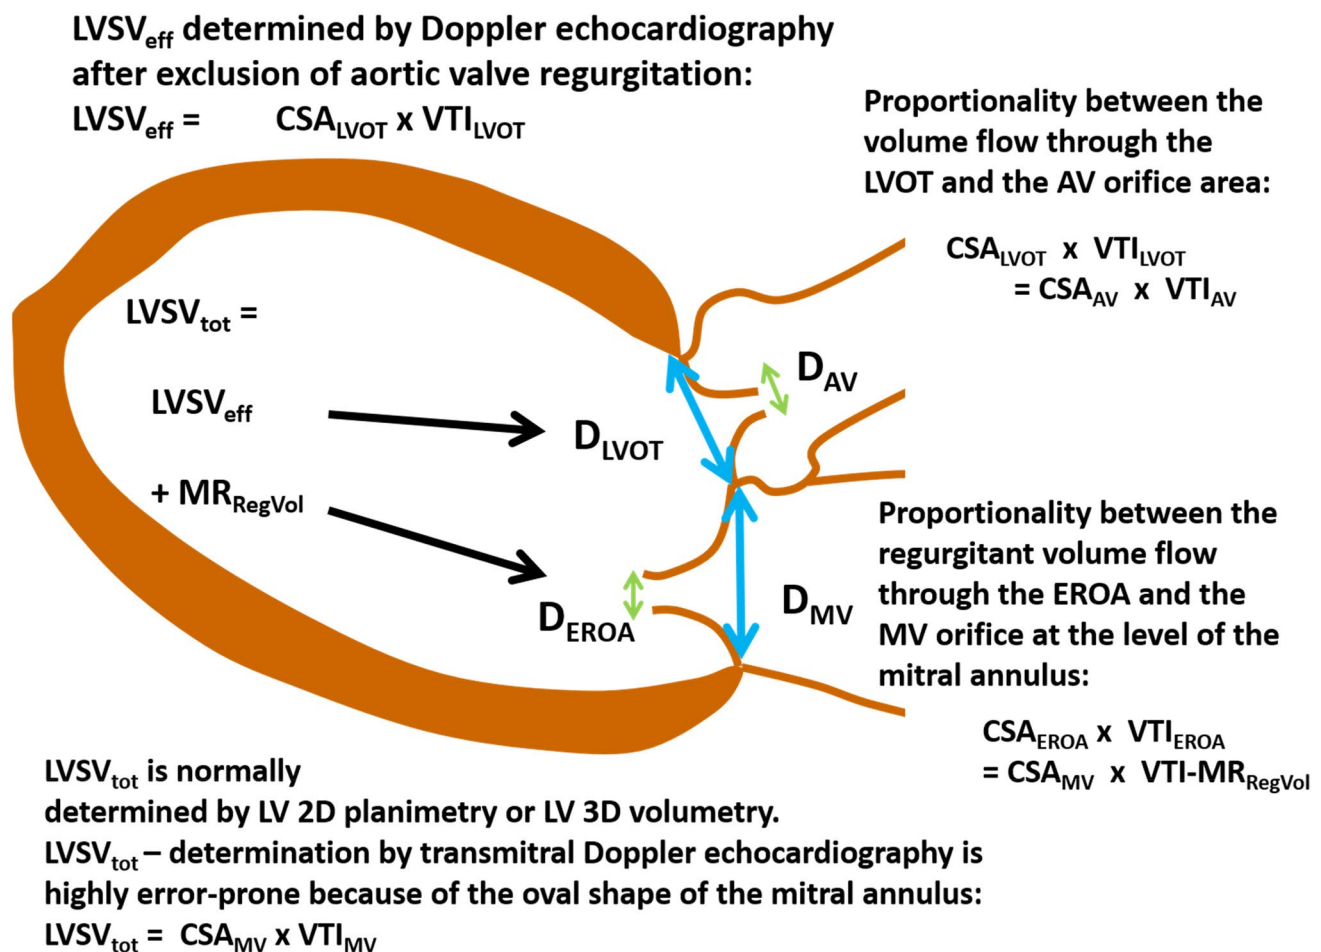 LVSVeff determined by Doppler echocardiography
after exclusion of aortic valve regurgitation:
LVSVeff = CSALVOT x VTILVOT
Proportionality between the
volume flow through the
LVOT and the AV orifice area:
CSALVOT x VTILVOT
= CSAAV x VTIAV
LVSVtot =
LVSVeff
+ MRRegVol
DAV
DLVOT
DEROA
DMV
Proportionality between the
regurgitant volume flow
through the EROA and the
MV orifice at the level of the
mitral annulus:
CSAEROA x VTIEROA
= CSAMV x VTI-MRRegVol
LVSVtot is normally
determined by LV 2D planimetry or LV 3D volumetry.
LVSVtot – determination by transmitral Doppler echocardiography is
highly error-prone because of the oval shape of the mitral annulus:
LVSVtot = CSAMV x VTIMV